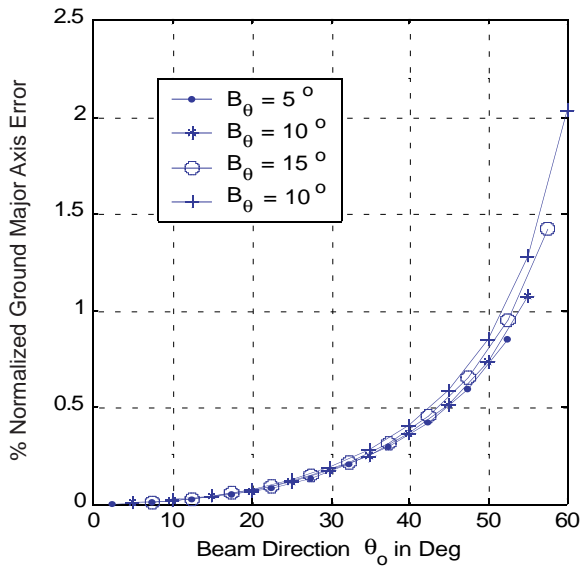 2.5
2
1.5
1
0.5
0
0
10
20
30
40
50
60
% Normalized Ground Major Axis Error
Beam Direction θo in Deg
Bθ = 5 o
Bθ = 10 o
Bθ = 15 o
Bθ = 10 o